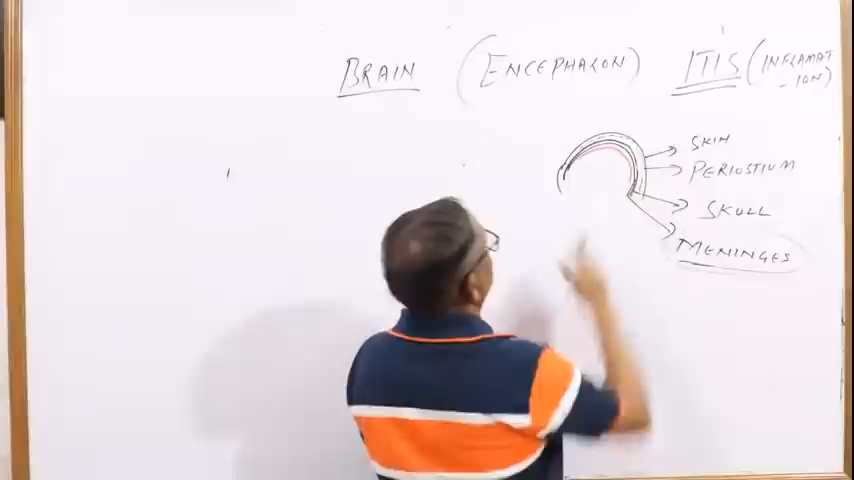 BRAIN (ENCEPHALON) ITIS (INFLAMAT
-ION)
SKIN
PERIOSTIUM
SKULL
MENINGES